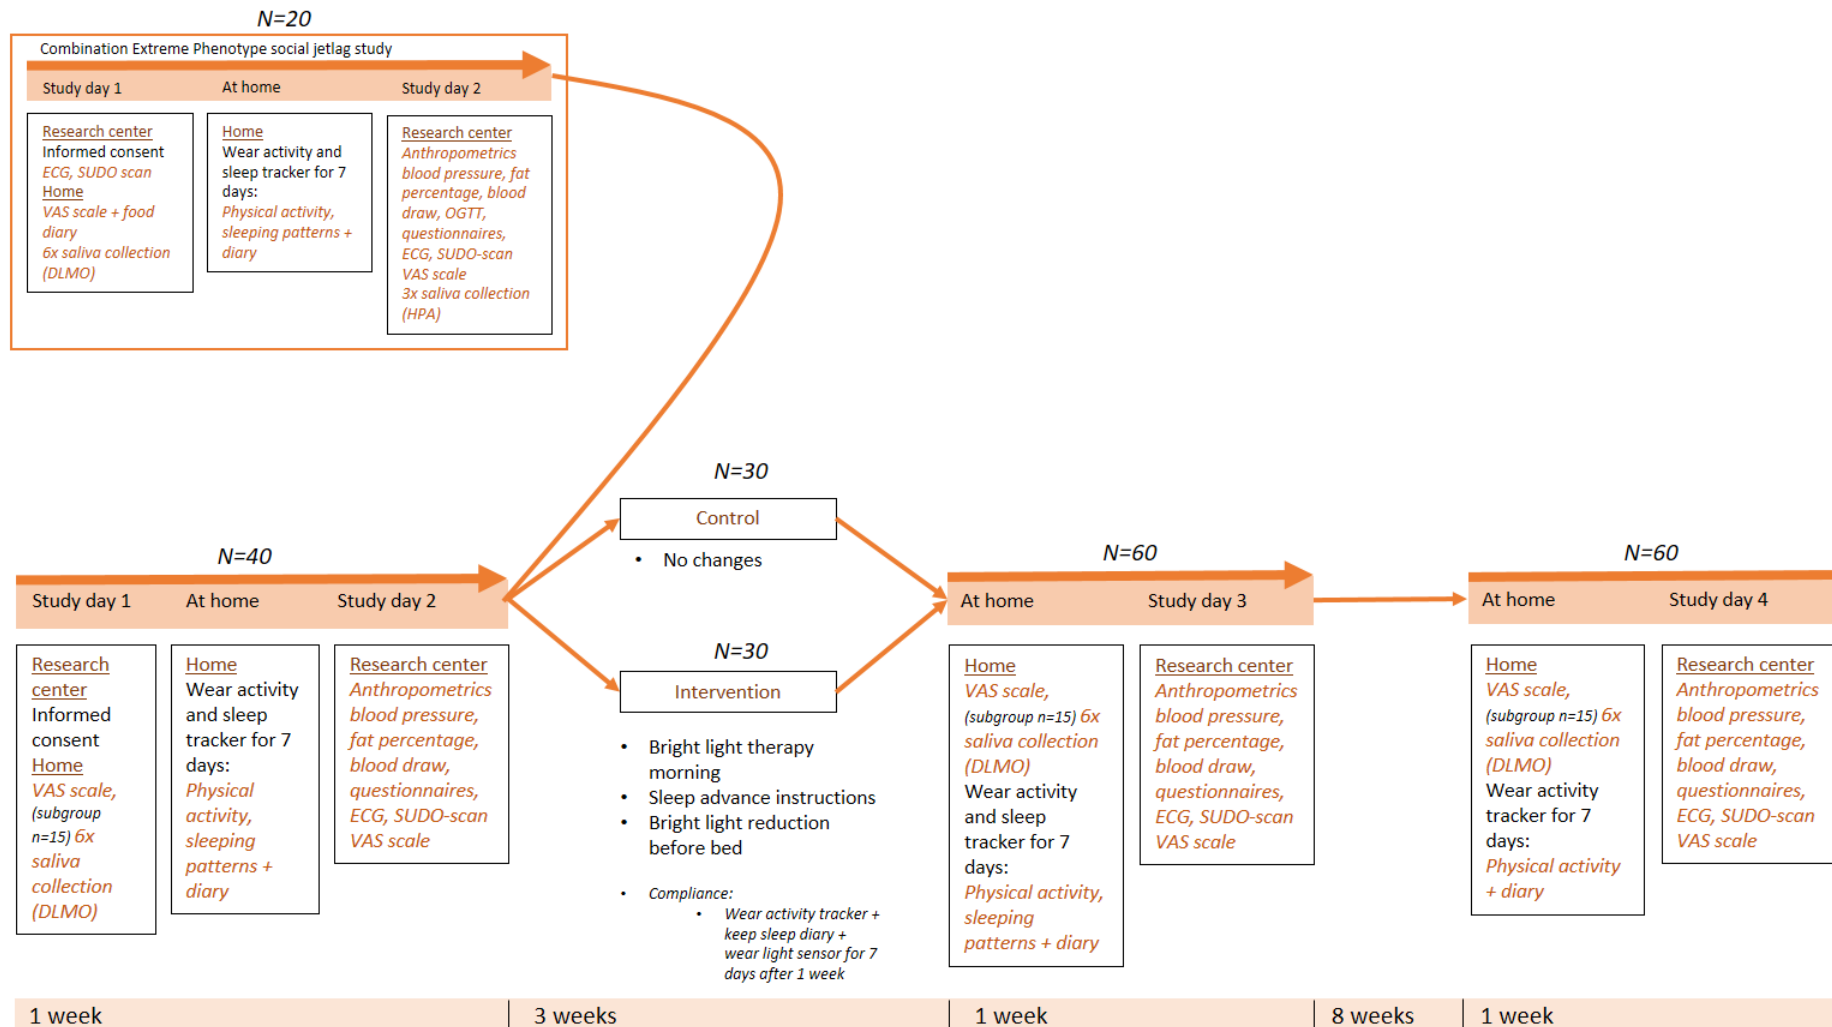 N=20
Combination Extreme Phenotype social jetlag study
Study day 1
At home
Study day 2
Research center
Informed consent
ECG, SUDO scan
Home
VAS scale + food
diary
6x saliva collection
(DLMO)
Home
Wear activity and
sleep tracker for 7
days:
Physical activity,
sleeping patterns +
diary
Research center
Anthropometrics
blood pressure, fat
percentage, blood
draw, OGTT,
questionnaires,
ECG, SUDO-scan
VAS scale
3x saliva collection
(HPA)
N=40
Study day 1
At home
Study day 2
Research
center
Informed
consent
Home
VAS scale,
(subgroup
n=15) 6x
saliva
collection
(DLMO)
Home
Wear activity
and sleep
tracker for 7
days:
Physical
activity,
sleeping
patterns +
diary
Research center
Anthropometrics
blood pressure,
fat percentage,
blood draw,
questionnaires,
ECG, SUDO-scan
VAS scale
N=30
Control
• No changes
N=30
Intervention
• Bright light therapy
morning
• Sleep advance instructions
• Bright light reduction
before bed
• Compliance:
• Wear activity tracker +
keep sleep diary +
wear light sensor for 7
days after 1 week
N=60
At home
Study day 3
Home
VAS scale,
(subgroup n=15) 6x
saliva collection
(DLMO)
Wear activity
and sleep
tracker for 7
days:
Physical activity,
sleeping
patterns + diary
Research center
Anthropometrics
blood pressure,
fat percentage,
blood draw,
questionnaires,
ECG, SUDO-scan
VAS scale
N=60
At home
Study day 4
Home
VAS scale,
(subgroup n=15) 6x
saliva collection
(DLMO)
Wear activity
tracker for 7
days:
Physical activity
+ diary
Research center
Anthropometrics
blood pressure,
fat percentage,
blood draw,
questionnaires,
ECG, SUDO-scan
VAS scale
1 week
3 weeks
1 week
8 weeks
1 week